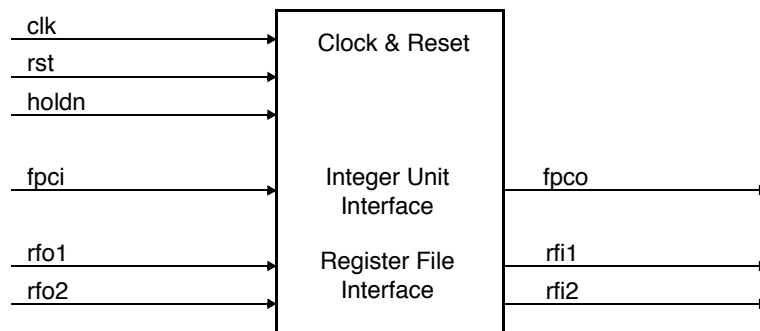 clk
Clock & Reset
rst
holdn
fpci
Integer Unit
Interface
fpco
rfo1
Register File
Interface
rfi1
rfo2
rfi2